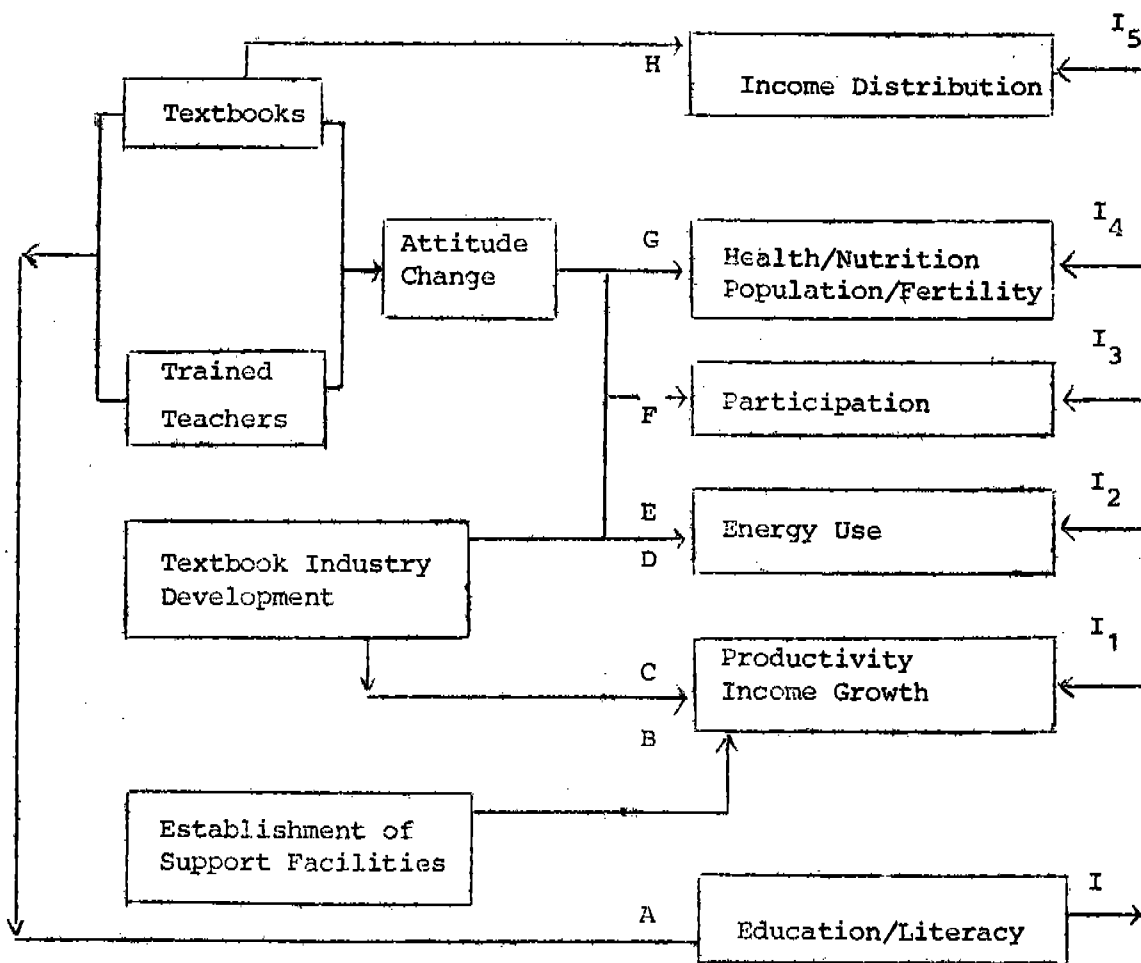 I5
H
Income Distribution
Textbooks
I4
G
Attitude
Change
Health/Nutrition
Population/Fertility
I3
Trained
Teachers
F
Participation
I2
E
D
Energy Use
Textbook Industry
Development
I1
C
Productivity
Income Growth
B
Establishment of
Support Facilities
I
A
Education/Literacy